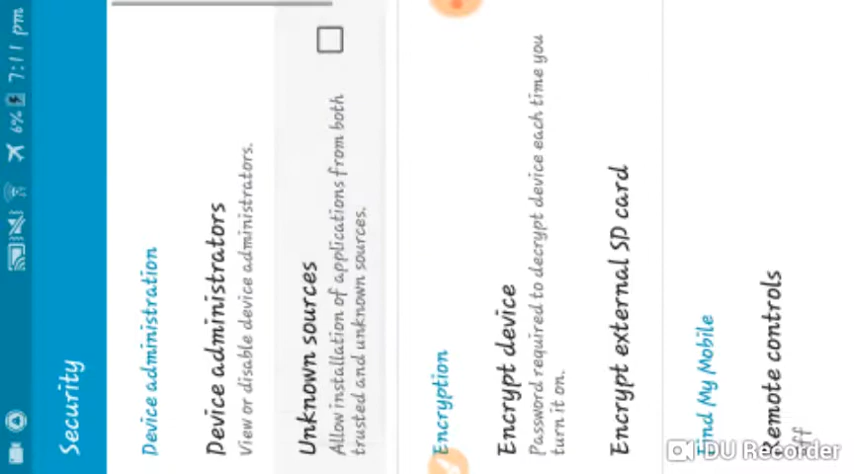 6% 7:11 pm
Security
Device administration
Device administrators
View or disable device administrators.
Unknown sources
Allow installation of applications from both
trusted and unknown sources.
Encryption
Encrypt device
Password required to decrypt device each time you
turn it on.
Encrypt external SD card
Find My Mobile
Remote controls
Off
DU Recorder